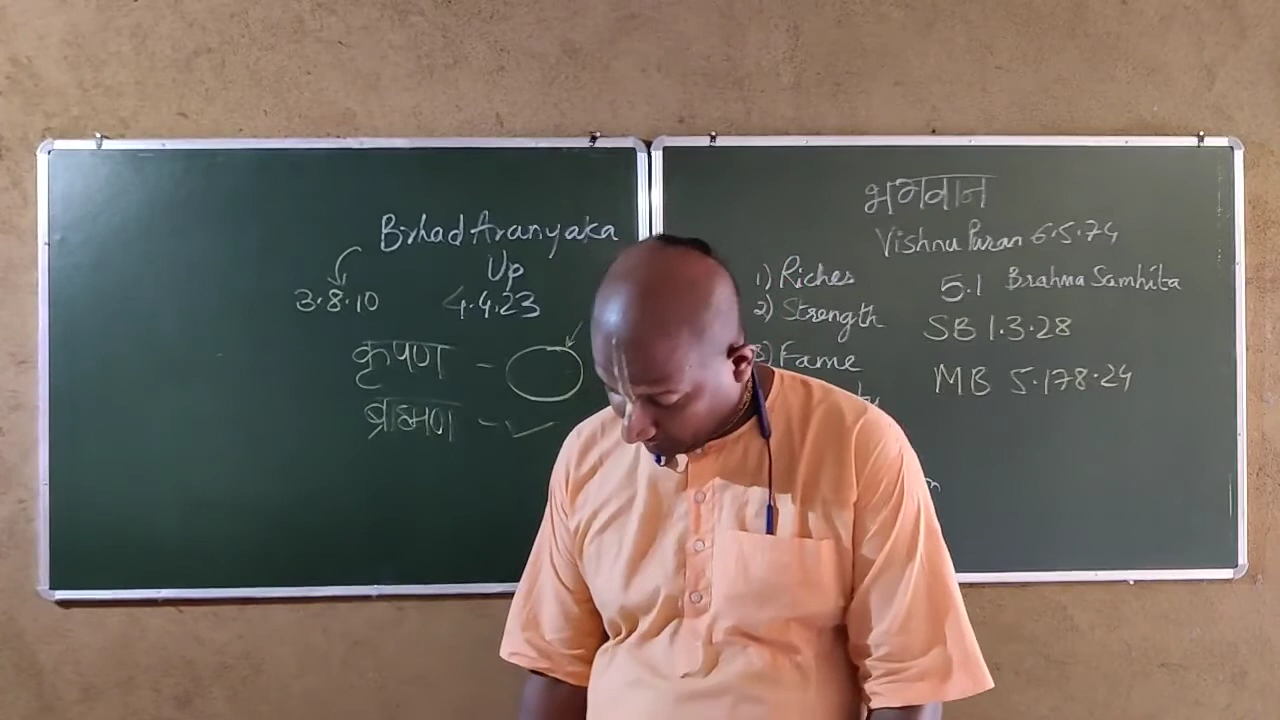 Brhad Aranyaka
Up
3.8.10 4.4.23
कृपण -
ब्राह्मण -
भगवान
Vishnu Puran 6.5.74
1) Riches
5.1 Brahma Samhita
2) Strength
SB 1.3.28
3) Fame
MB 5.178.24